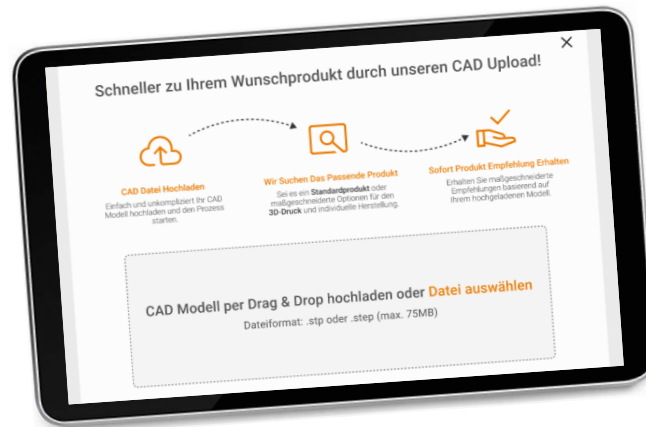 Schneller zu Ihrem Wunschprodukt durch unseren CAD Upload!
CAD Datei Hochladen
Einfach und unkompliziert Ihr CAD
Modell hochladen und den Prozess
starten.
Wir Suchen Das Passende Produkt
Sei es ein Standardprodukt oder
maßgeschneiderte Optionen für den
3D-Druck und individuelle Herstellung.
Sofort Produkt Empfehlung Erhalten
Erhalten Sie maßgeschneiderte
Empfehlungen basierend auf
Ihrem hochgeladenen Modell.
CAD Modell per Drag & Drop hochladen oder Datei auswählen
Dateiformat: .stp oder .step (max. 75MB)